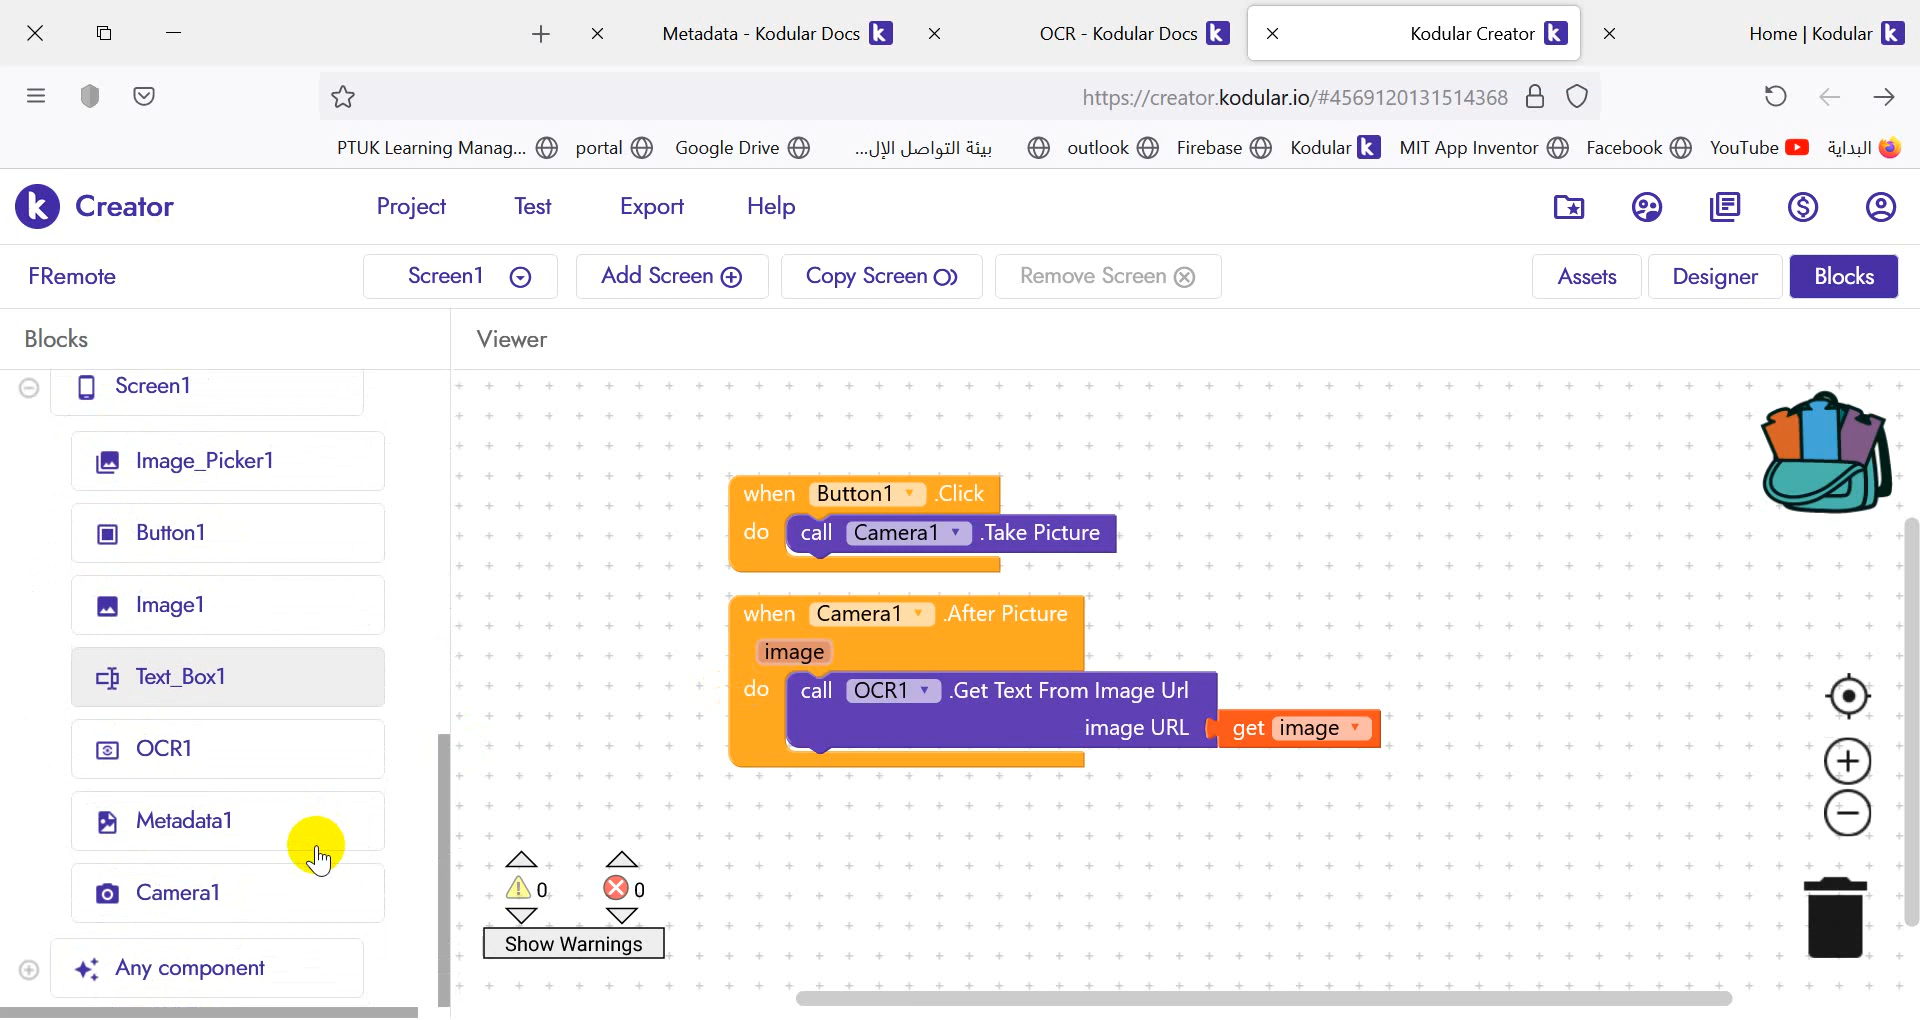 Metadata - Kodular Docs
OCR - Kodular Docs
Kodular Creator
Home | Kodular
https://creator.kodular.io/#4569120131514368
PTUK Learning Manag...
portal
Google Drive
بيئة التواصل الإل...
outlook
Firebase
Kodular
MIT App Inventor
Facebook
YouTube
البداية
Creator
Project
Test
Export
Help
FRemote
Screen1
Add Screen
Copy Screen
Remove Screen
Assets
Designer
Blocks
Blocks
Viewer
Screen1
Image_Picker1
Button1
Image1
Text_Box1
OCR1
Metadata1
Camera1
Any component
when Button1 .Click
do call Camera1 .Take Picture
when Camera1 .After Picture
image
do call OCR1 .Get Text From Image Url
image URL get image
0 0
Show Warnings